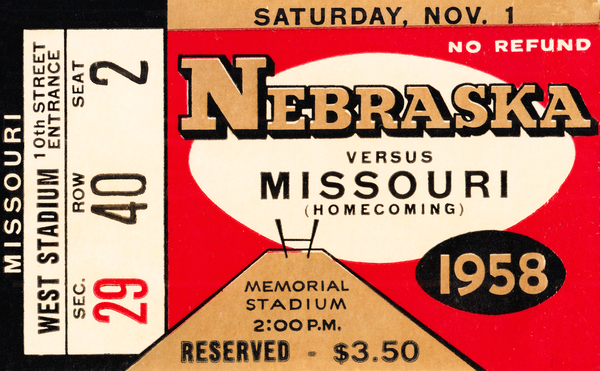 MISSOURI
WEST STADIUM 10th STREET ENTRANCE
SEC. 29 ROW 40 SEAT 2
SATURDAY, NOV. 1
NO REFUND
NEBRASKA
VERSUS
MISSOURI
(HOMECOMING)
1958
MEMORIAL
STADIUM
2:00 P.M.
RESERVED - $3.50